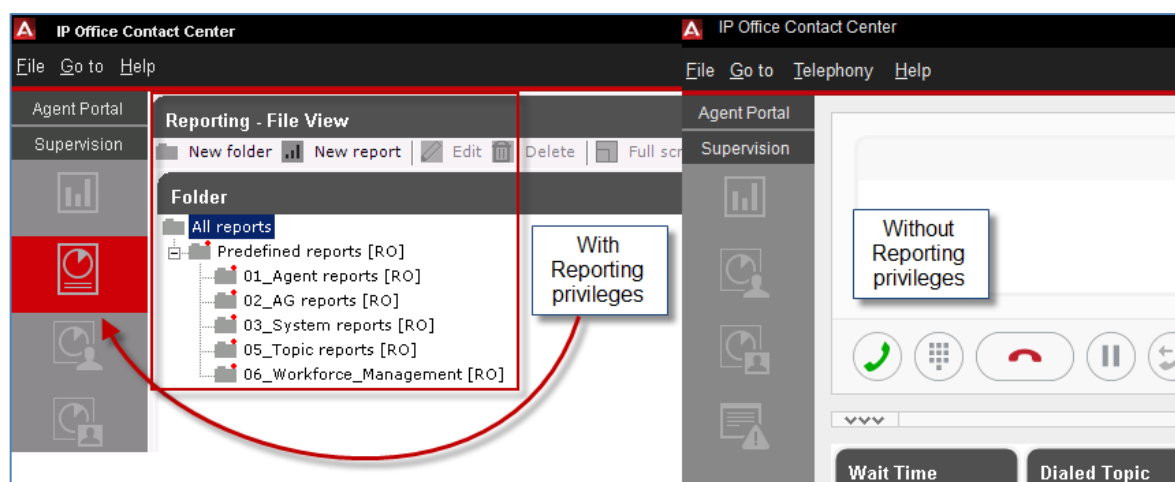 IP Office Contact Center
File Go to Help
Agent Portal
Supervision
Reporting - File View
New folder New report Edit Delete Full scr
Folder
All reports
Predefined reports [RO]
01_Agent reports [RO]
02_AG reports [RO]
03_System reports [RO]
05_Topic reports [RO]
06_Workforce_Management [RO]
With
Reporting
privileges
IP Office Contact Center
File Go to Telephony Help
Agent Portal
Supervision
Without
Reporting
privileges
Wait Time Dialed Topic